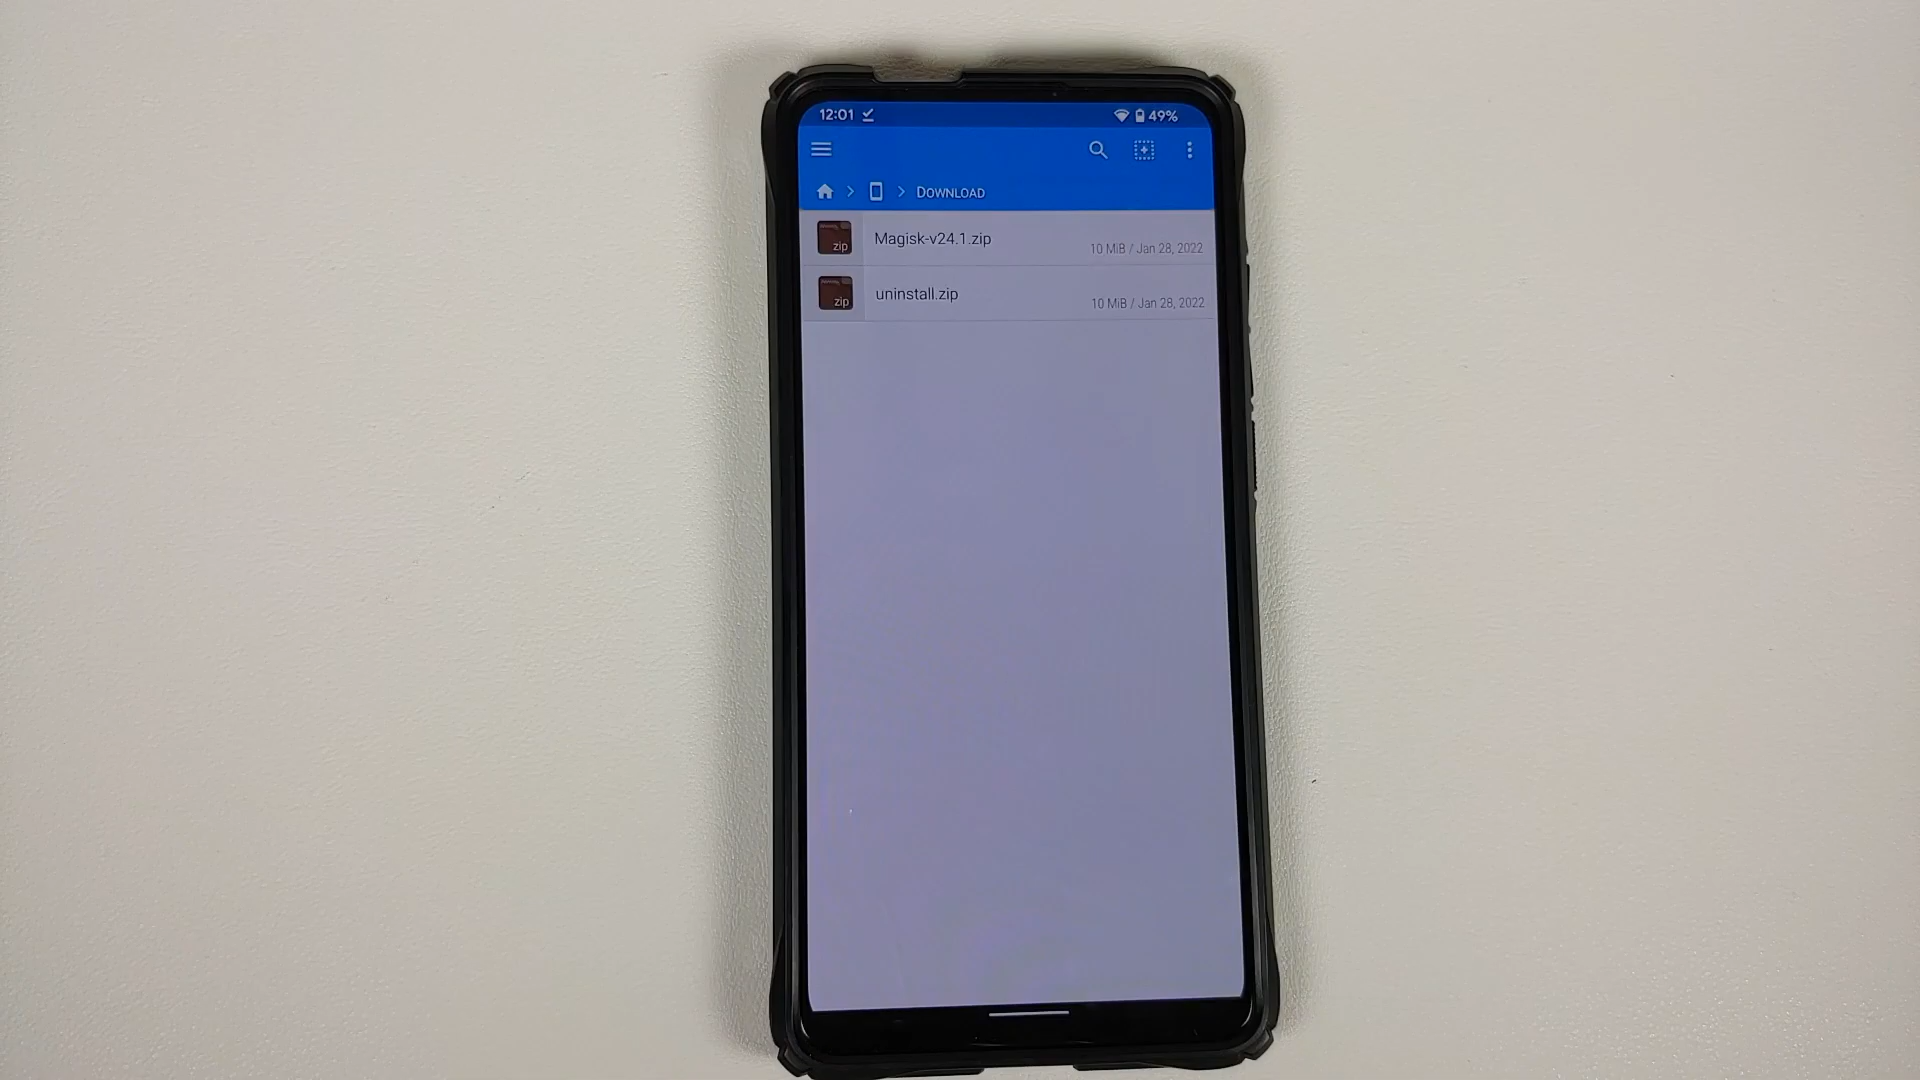 12:01 49%
DOWNLOAD
zip Magisk-v24.1.zip 10 MiB / Jan 28, 2022
zip uninstall.zip 10 MiB / Jan 28, 2022